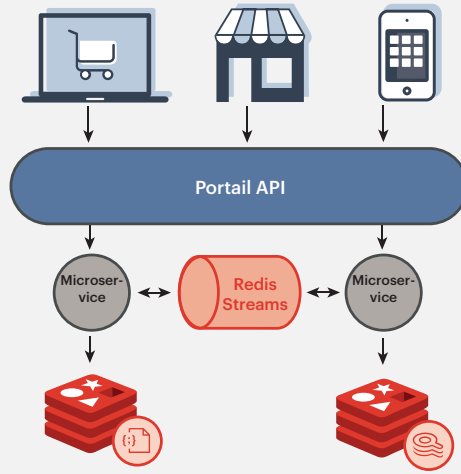 Portail API
Microser-
vice
Redis
Streams
Microser-
vice
{;}